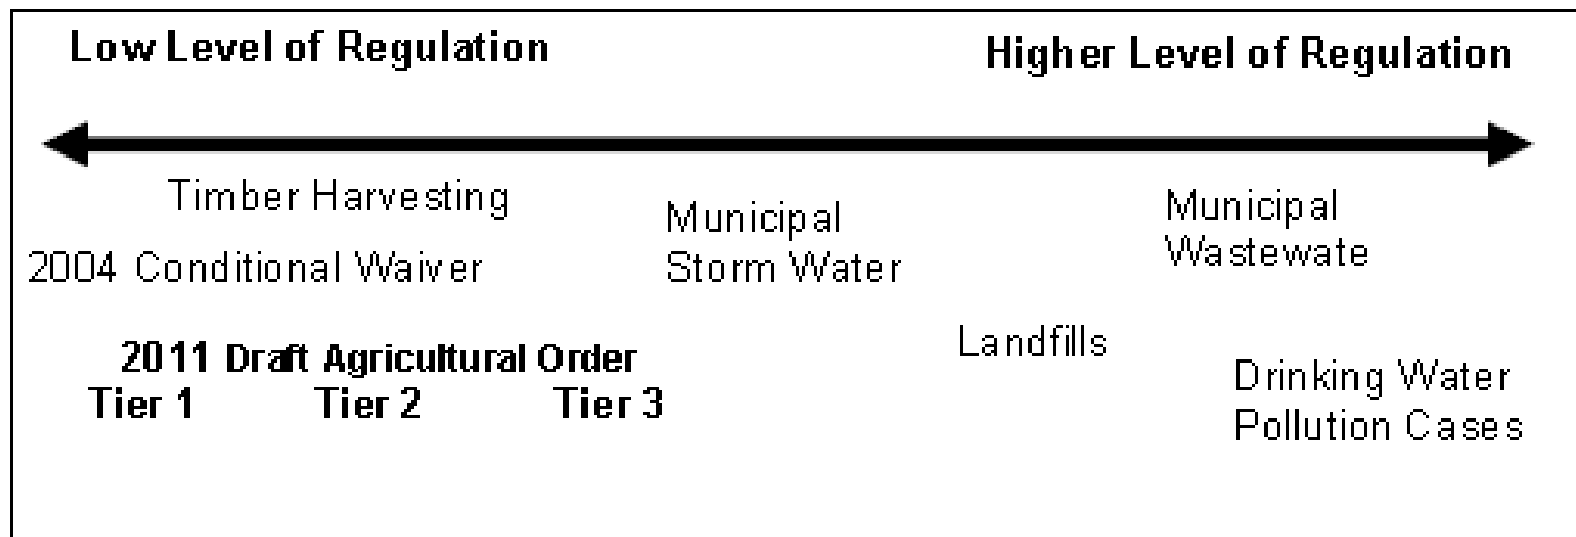 Low Level of Regulation
Higher Level of Regulation
Timber Harvesting
2004 Conditional Waiver
Municipal
Storm Water
Municipal
Wastewate
2011 Draft Agricultural Order
Tier 1 Tier 2 Tier 3
Landfills
Drinking Water
Pollution Cases